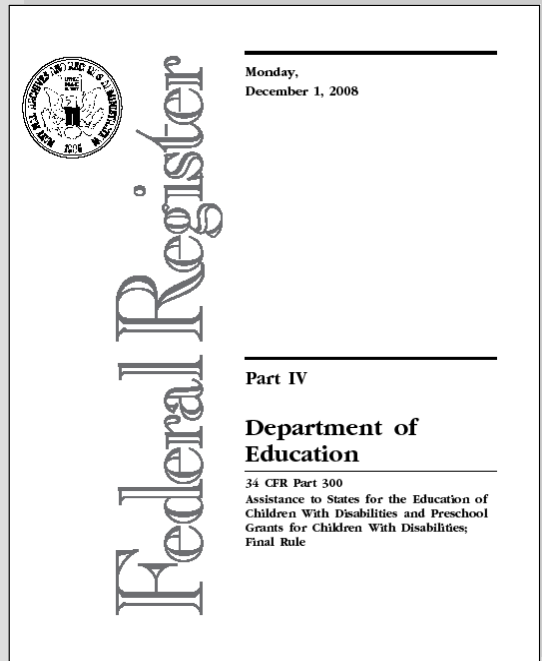 Monday,
December 1, 2008
Federal Register
Part IV
Department of
Education
34 CFR Part 300
Assistance to States for the Education of
Children With Disabilities and Preschool
Grants for Children With Disabilities;
Final Rule